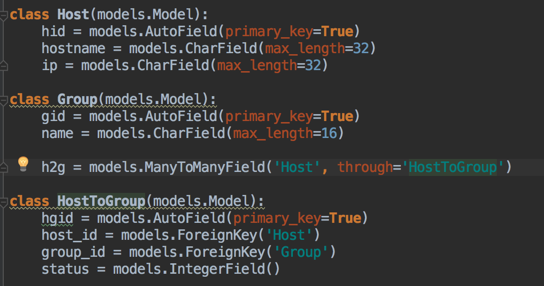 class Host(models.Model):
    hid = models.AutoField(primary_key=True)
    hostname = models.CharField(max_length=32)
    ip = models.CharField(max_length=32)
class Group(models.Model):
    gid = models.AutoField(primary_key=True)
    name = models.CharField(max_length=16)
    h2g = models.ManyToManyField('Host', through='HostToGroup')
class HostToGroup(models.Model):
    hgid = models.AutoField(primary_key=True)
    host_id = models.ForeignKey('Host')
    group_id = models.ForeignKey('Group')
    status = models.IntegerField()